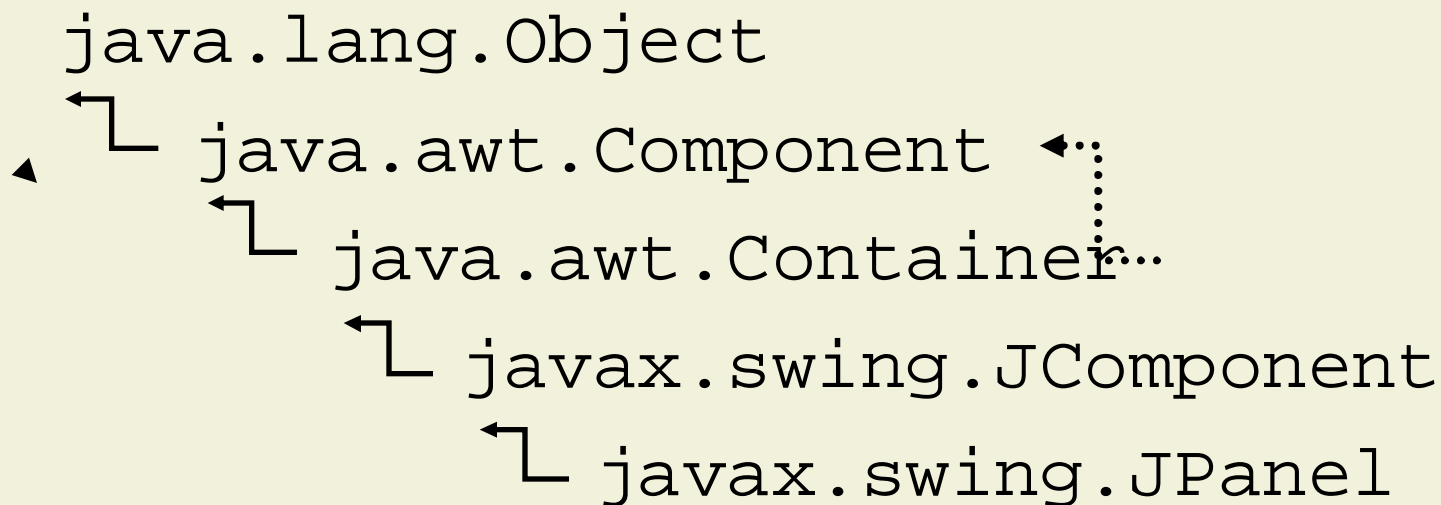 java.lang.Object
java.awt.Component
java.awt.Container
javax.swing.JComponent
javax.swing.JPanel